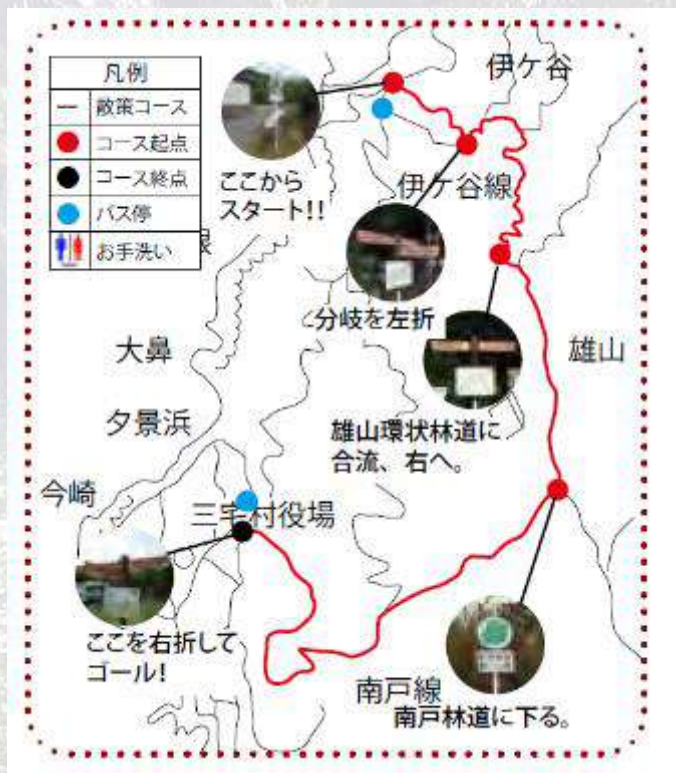 凡例
散策コース
コース起点
コース終点
バス停
お手洗い
伊ケ谷
ここから
スタート!!
伊ケ谷線
分岐を左折
大鼻
雄山
夕景浜
雄山環状林道に
合流、右へ。
今崎
三宅村役場
ここを右折して
ゴール!
南戸線
南戸林道に下る。